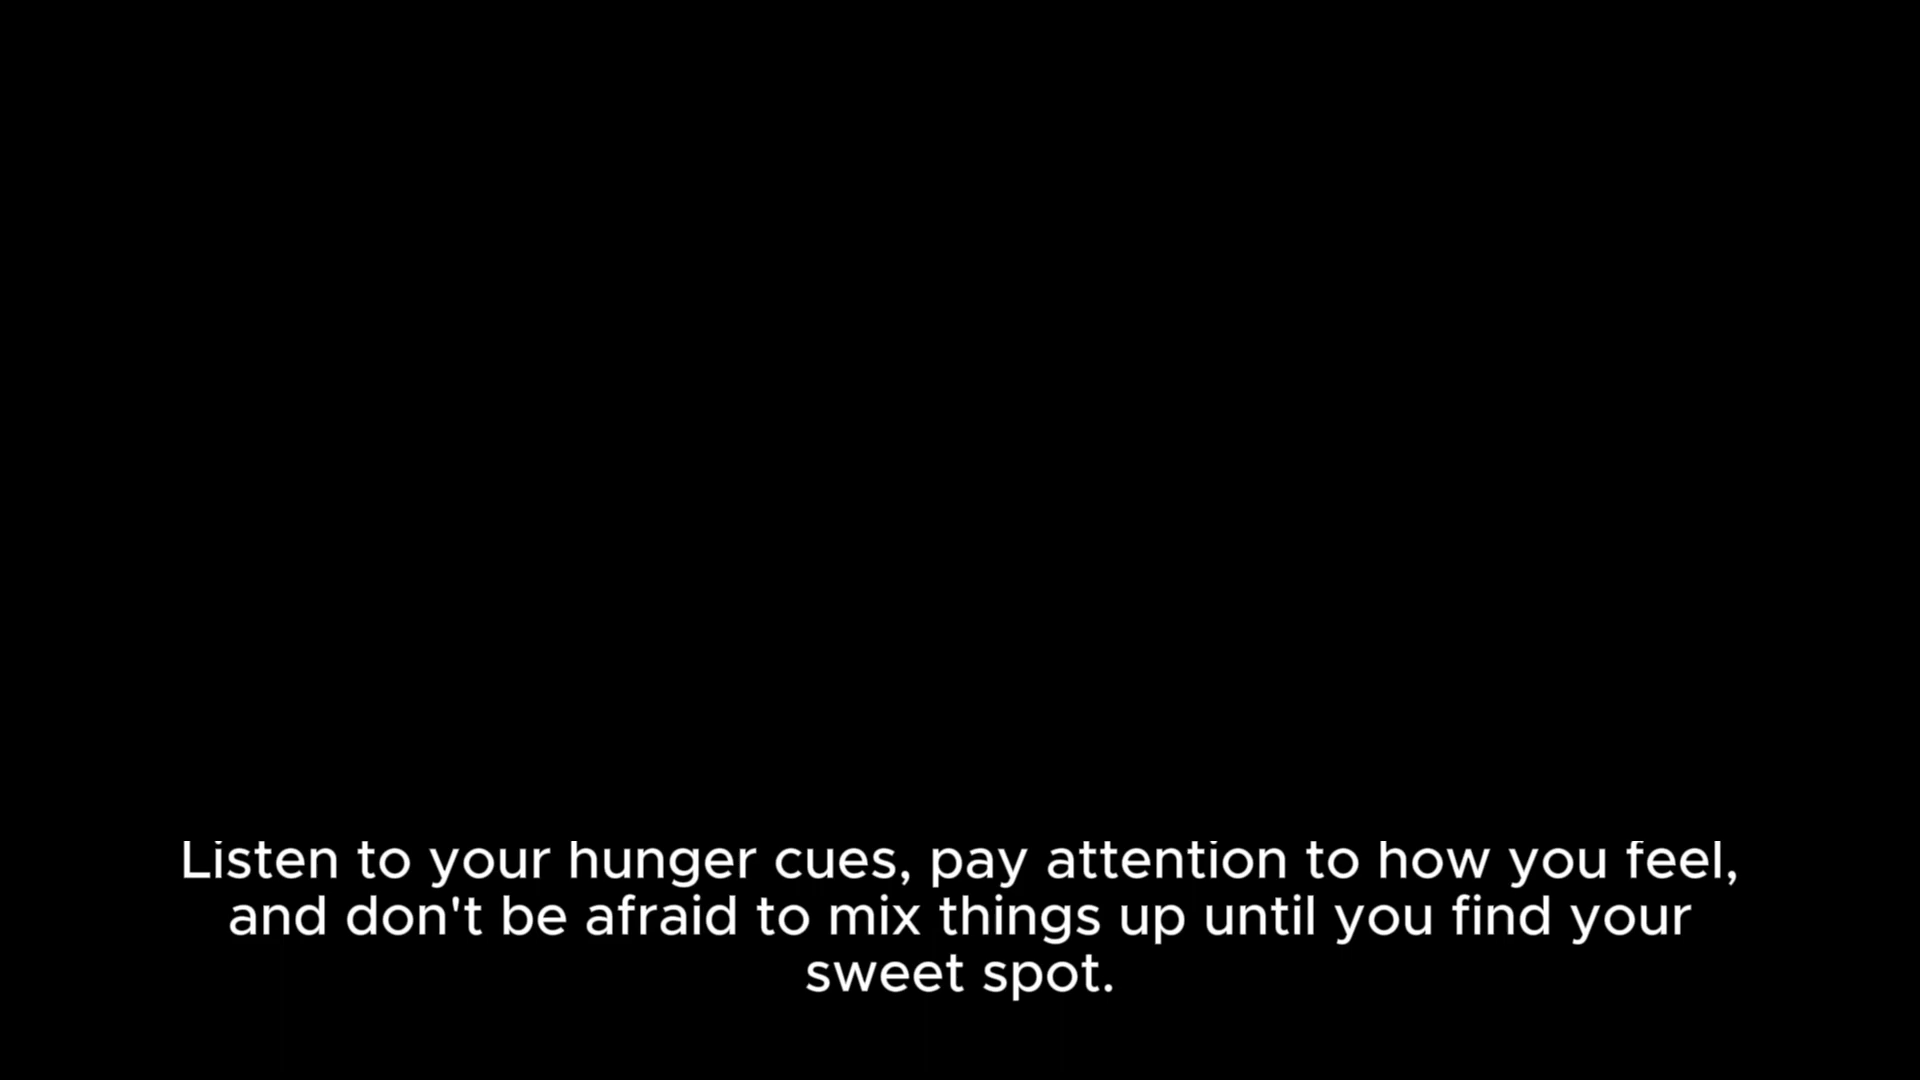 Listen to your hunger cues, pay attention to how you feel,
and don't be afraid to mix things up until you find your
sweet spot.